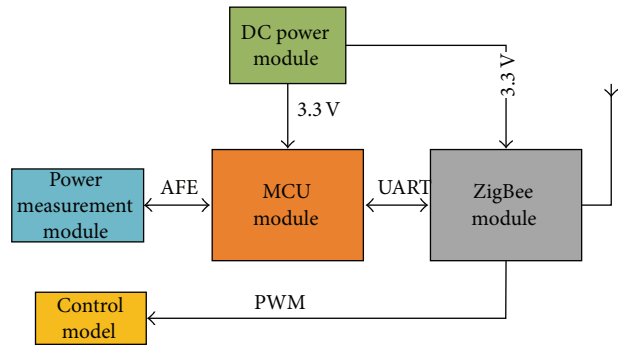 DC power
module
3.3 V
3.3 V
Power
measurement
module
AFE
MCU
module
UART
ZigBee
module
Control
model
PWM